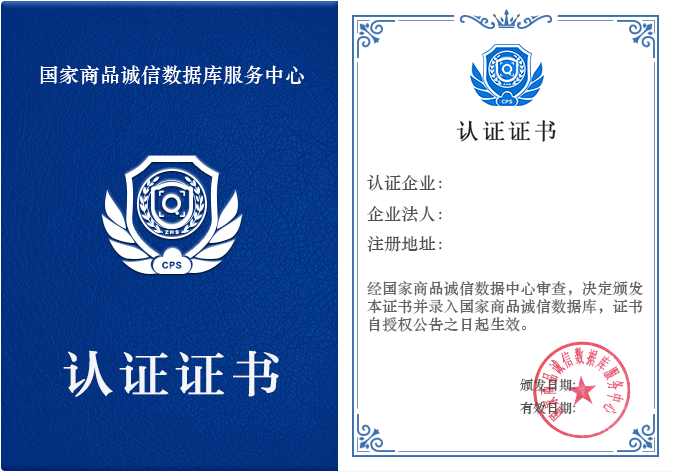 国家商品诚信数据库服务中心
ZHS
CPS
认证证书
CPS
认证证书
认证企业：
企业法人：
注册地址：
经国家商品诚信数据中心审查，决定颁发
本证书并录入国家商品诚信数据库，证书
自授权公告之日起生效。
国家商品诚信数据库服务中心
颁发日期：
有效日期：